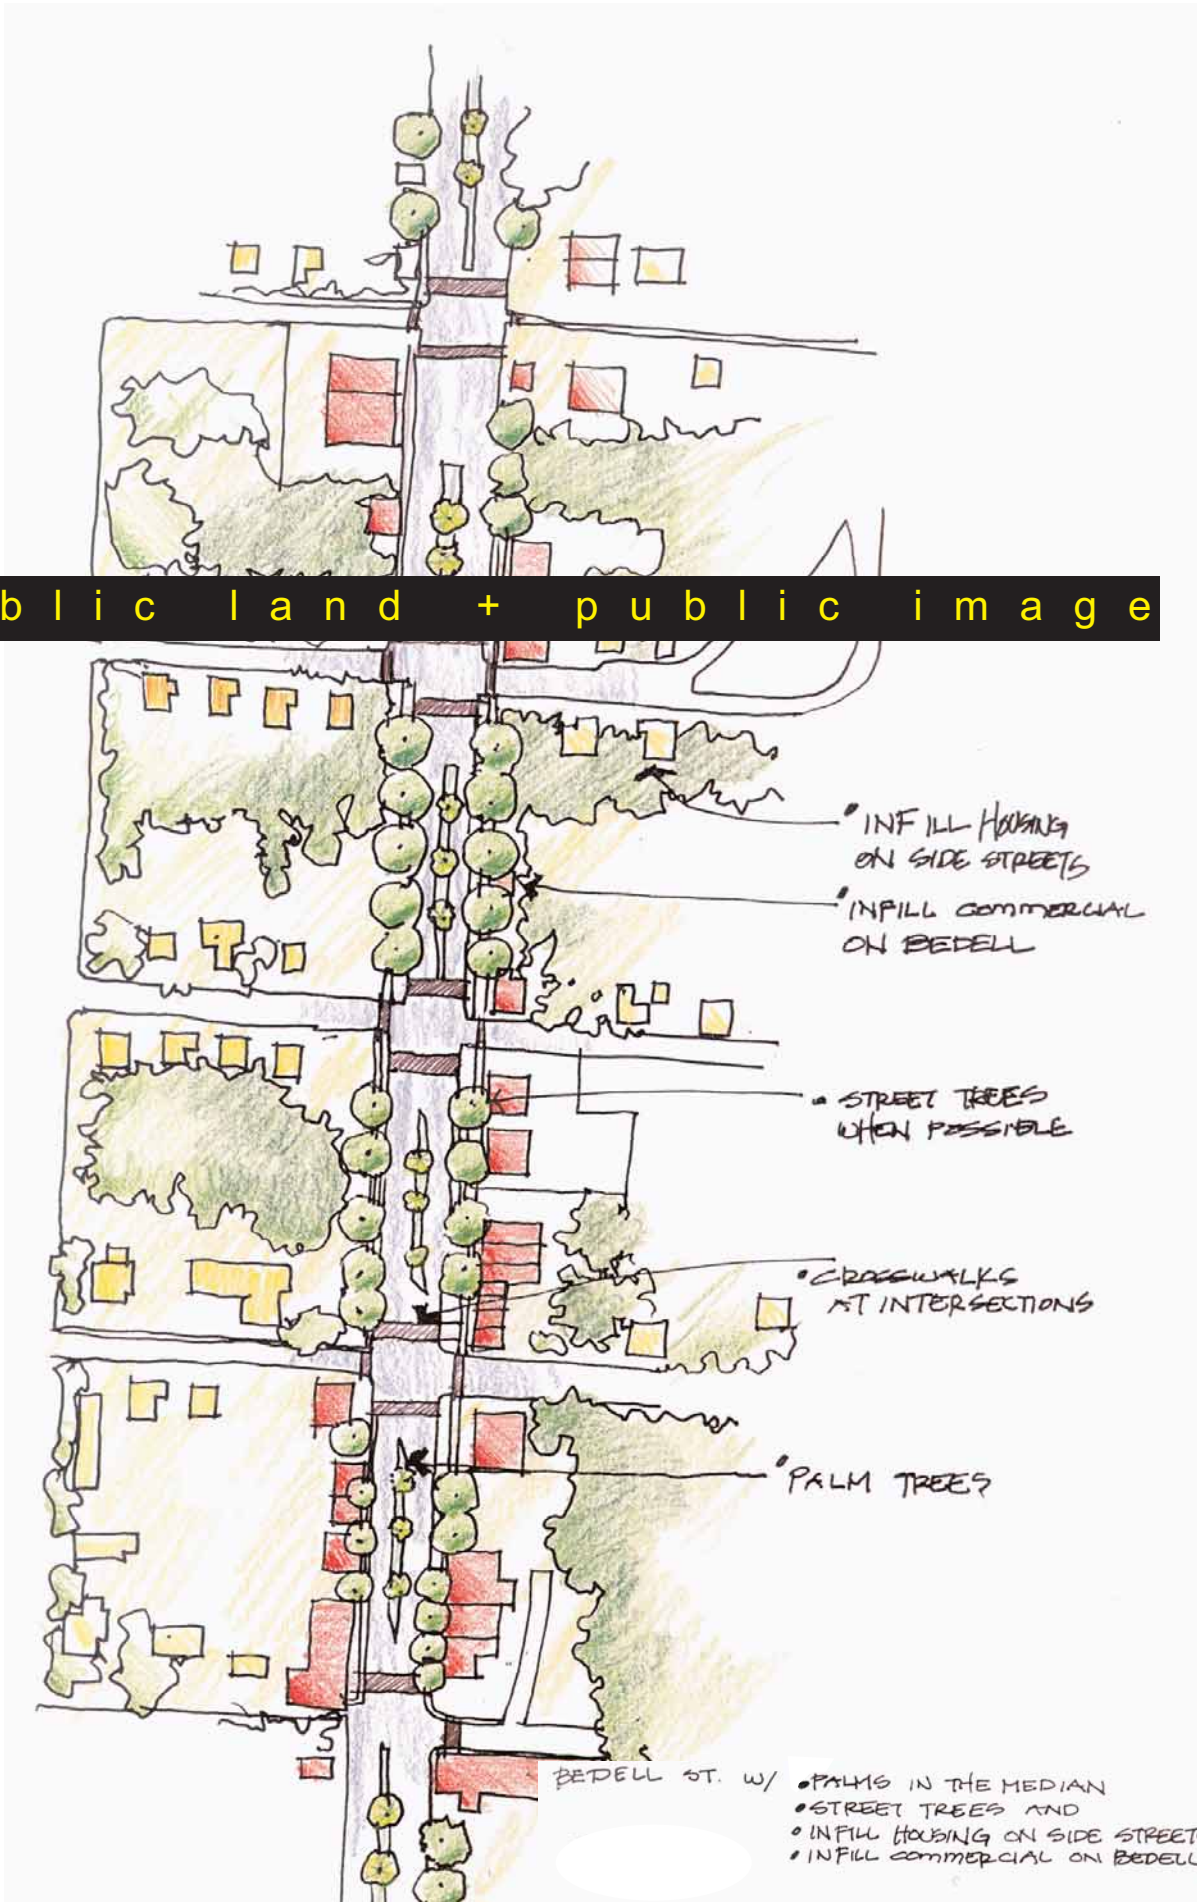 blic land + public image
• INFILL HOUSING
ON SIDE STREETS
• INFILL COMMERCIAL
ON BEDELL
• STREET TREES
WHEN POSSIBLE
• CROSSWALKS
AT INTERSECTIONS
• PALM TREES
BEDELL ST. W/ • PALMS IN THE MEDIAN
• STREET TREES AND
• INFILL HOUSING ON SIDE STREET
• INFILL COMMERCIAL ON BEDELL